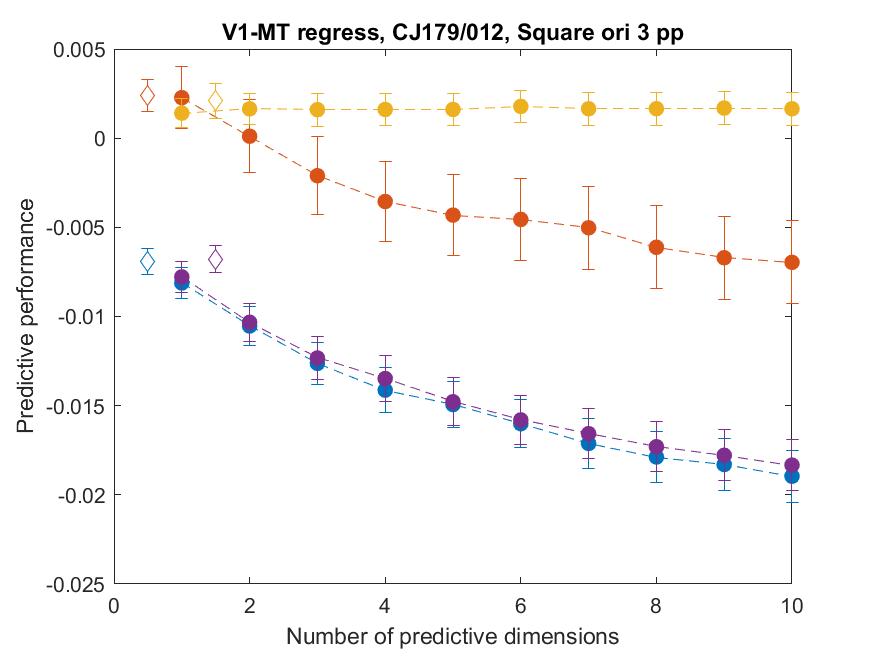 V1-MT regress, CJ179/012, Square ori 3 pp
0.005
0
-0.005
-0.01
-0.015
-0.02
-0.025
Predictive performance
0 2 4 6 8 10
Number of predictive dimensions